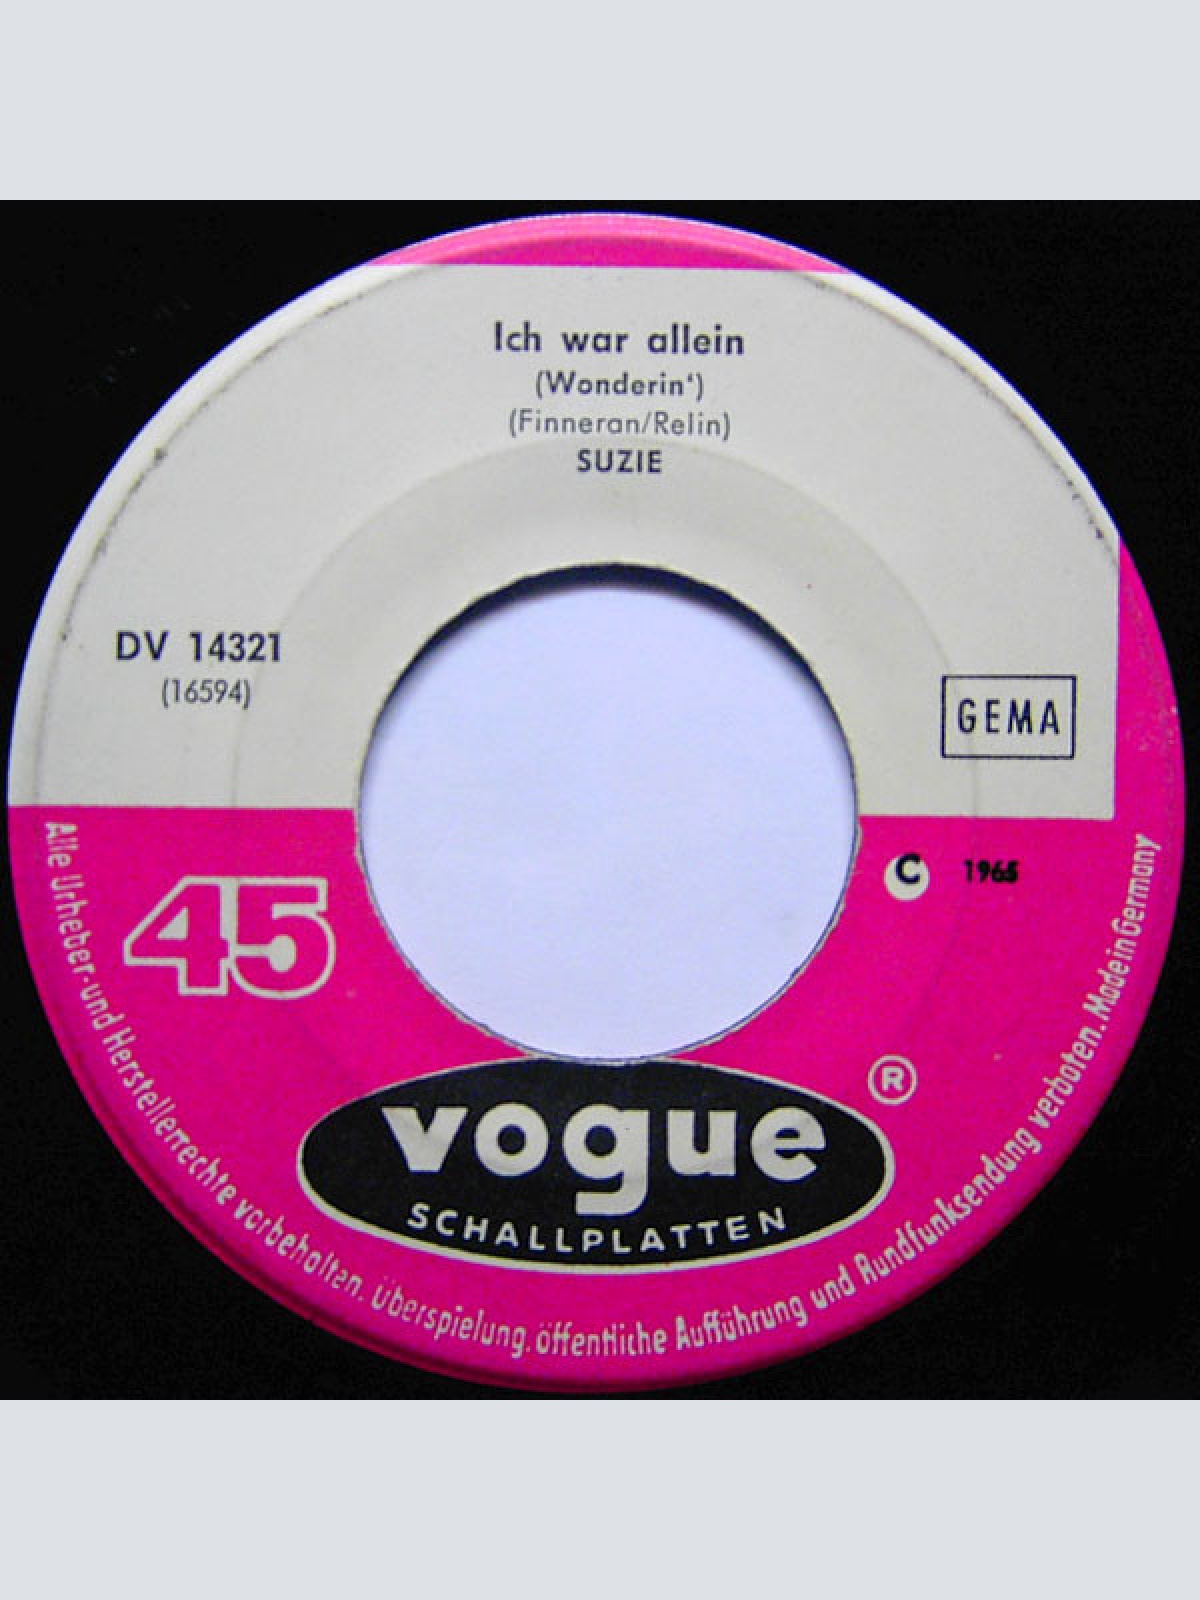 Ich war allein
(Wonderin‘)
(Finneran/Relin)
SUZIE
DV 14321
(16594)
GEMA
45
C 1965
vogue ®
SCHALLPLATTEN
Alle Urheber- und Herstellerrechte vorbehalten. Überspielung. öffentliche Aufführung und Rundfunksendung verboten. Made in Germany